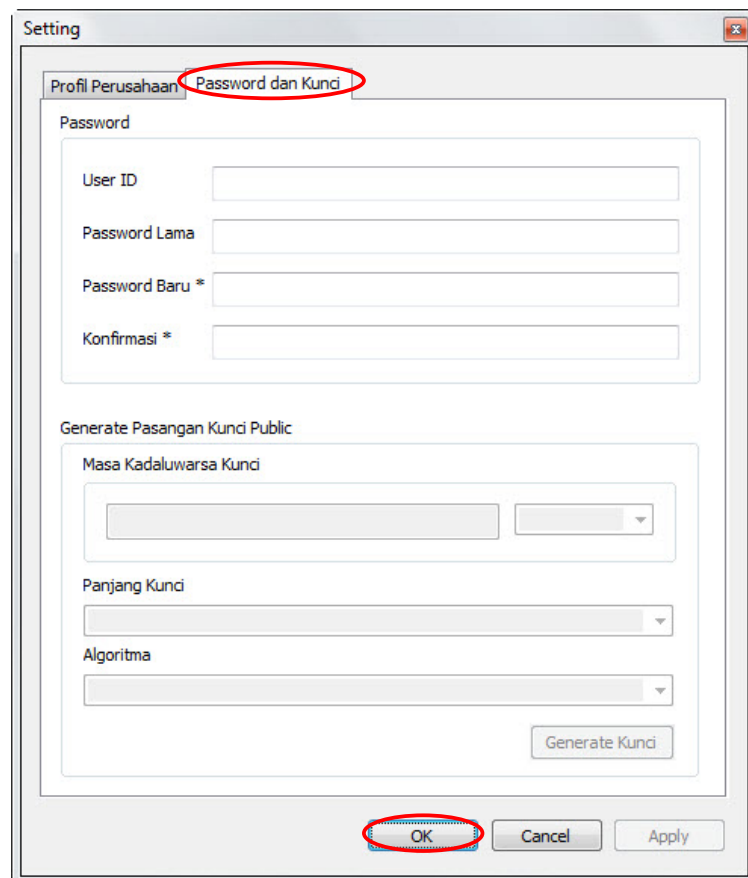 Setting
Profil Perusahaan Password dan Kunci
Password
User ID
Password Lama
Password Baru *
Konfirmasi *
Generate Pasangan Kunci Public
Masa Kadaluwarsa Kunci
Panjang Kunci
Algoritma
Generate Kunci
OK Cancel Apply